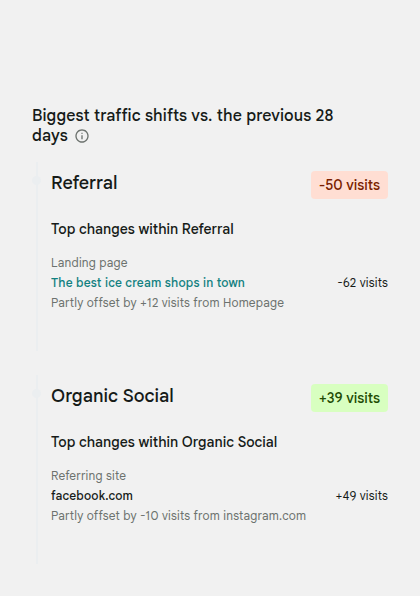 Biggest traffic shifts vs. the previous 28
days
Referral
-50 visits
Top changes within Referral
Landing page
The best ice cream shops in town
-62 visits
Partly offset by +12 visits from Homepage
Organic Social
+39 visits
Top changes within Organic Social
Referring site
facebook.com
+49 visits
Partly offset by -10 visits from instagram.com